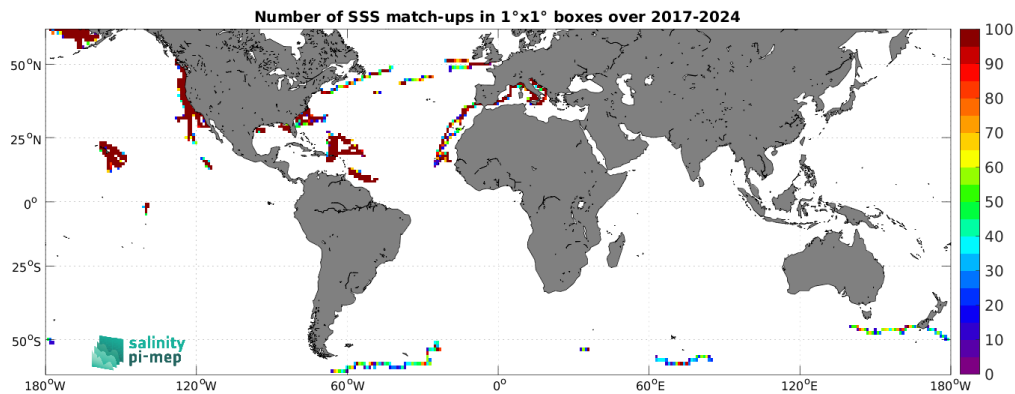 Number of SSS match-ups in 1°x1° boxes over 2017-2024
50°N
25°N
0°
25°S
50°S
180°W
120°W
60°W
0°
60°E
120°E
180°W
100
90
80
70
60
50
40
30
20
10
0
salinity
pi-mep